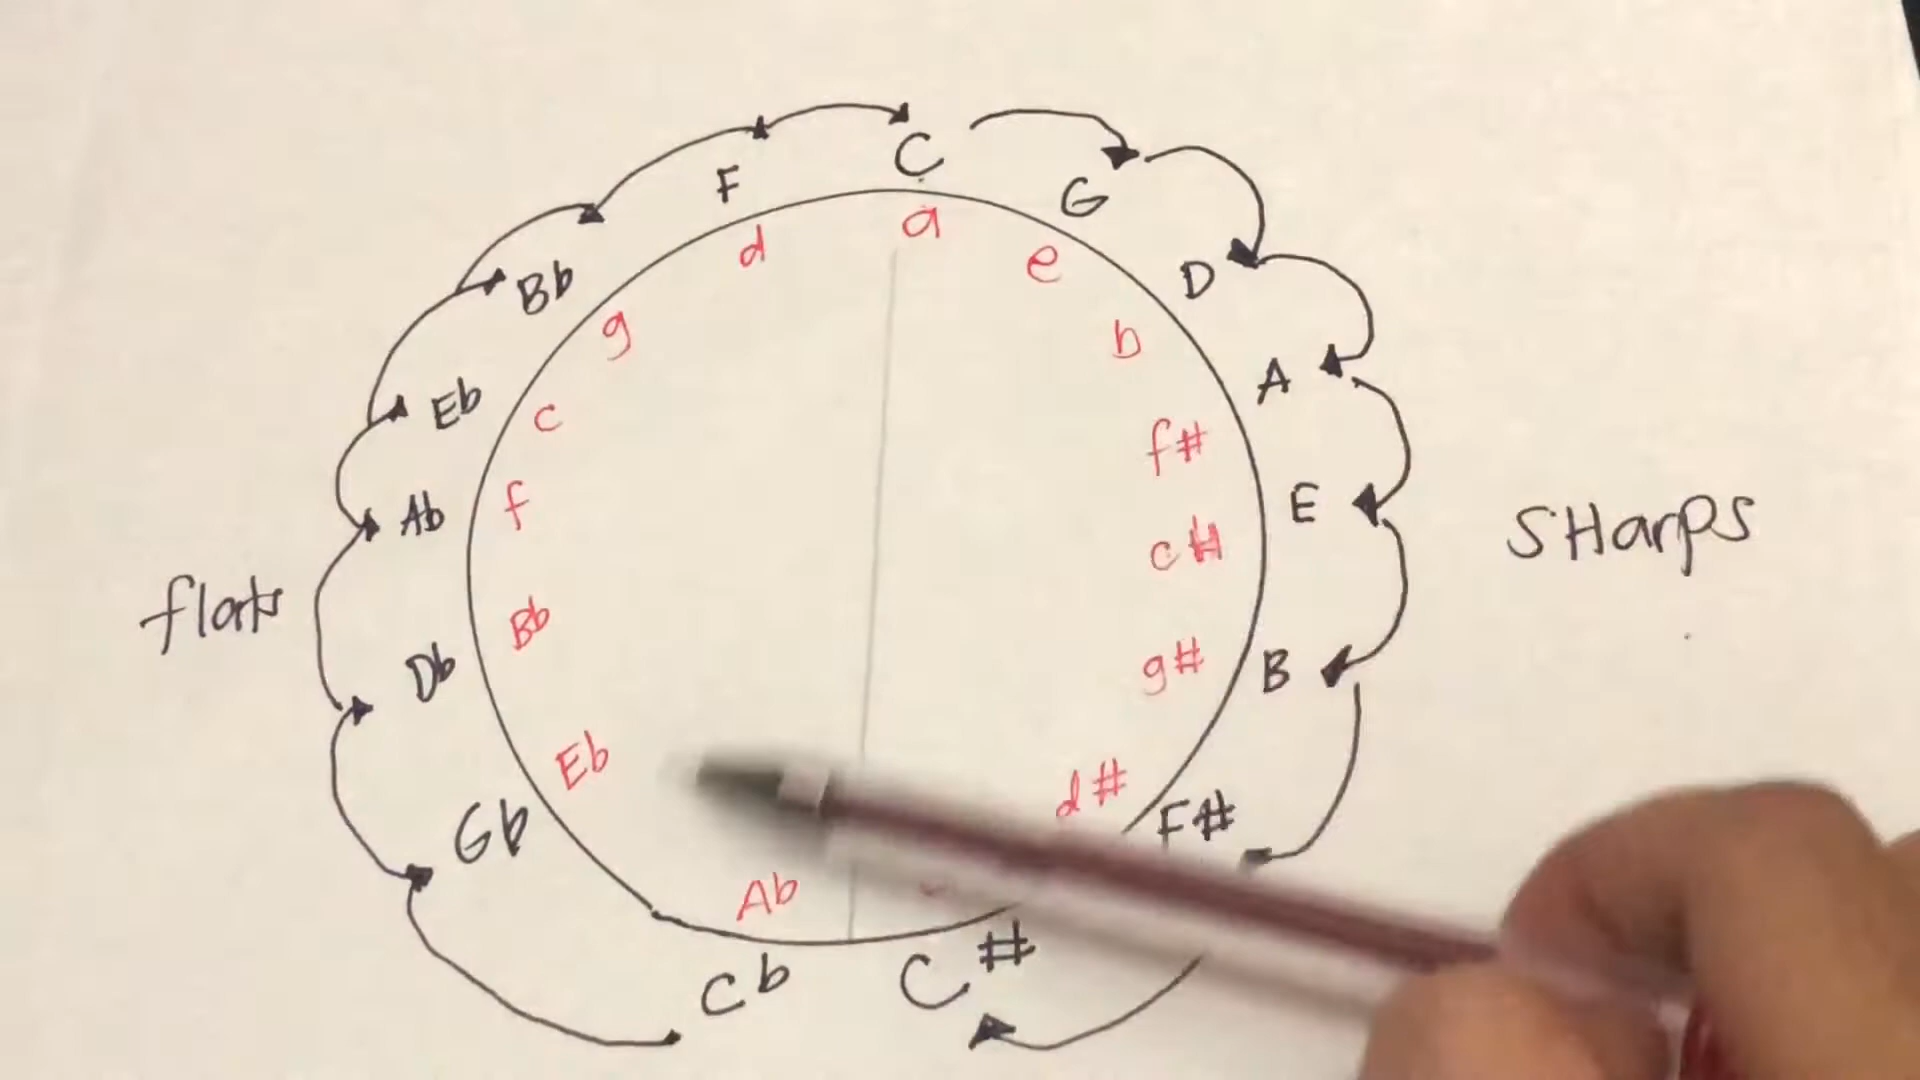 C
G
D
A
E
B
F#
C#
Cb
Gb
Db
Ab
Eb
Bb
F
a
e
b
f#
c#
g#
d#
Ab
Eb
Bb
f
c
g
d
flats
SHarps